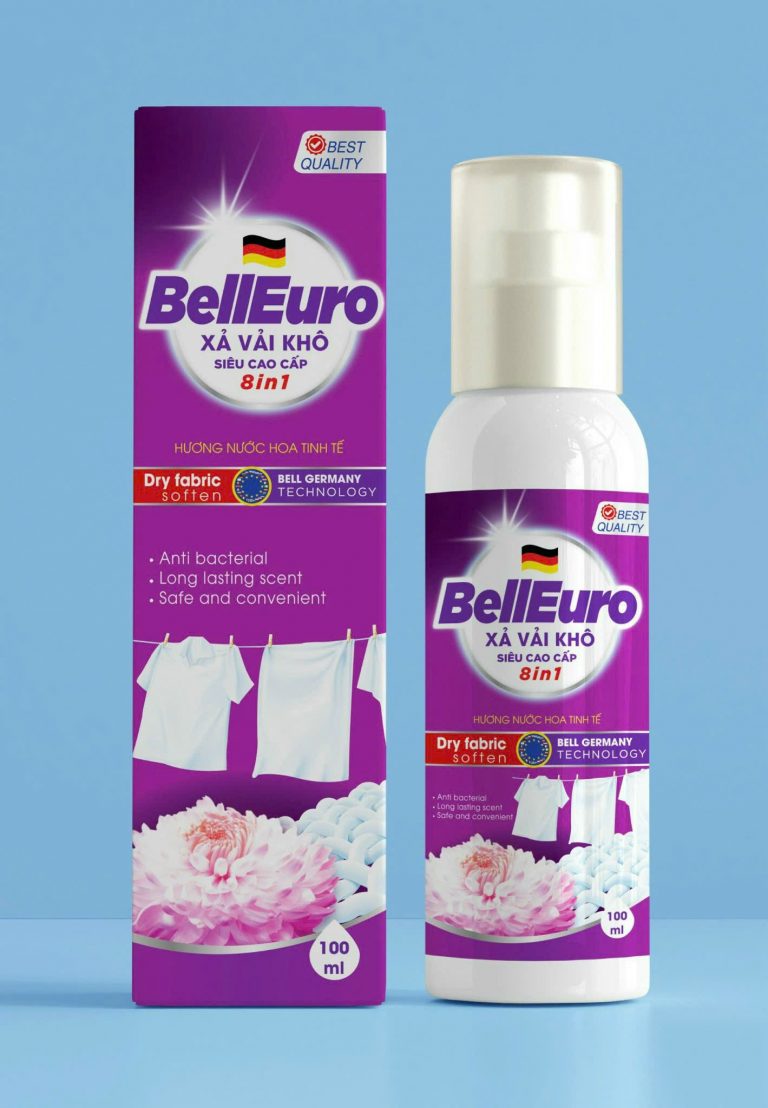 BEST
QUALITY
BellEuro
XẢ VẢI KHÔ
SIÊU CAO CẤP
8in1
HƯƠNG NƯỚC HOA TINH TẾ
Dry fabric
soften
BELL GERMANY
TECHNOLOGY
• Anti bacterial
• Long lasting scent
• Safe and convenient
100
ml
BEST
QUALITY
BellEuro
XẢ VẢI KHÔ
SIÊU CAO CẤP
8in1
HƯƠNG NƯỚC HOA TINH TẾ
Dry fabric
soften
BELL GERMANY
TECHNOLOGY
• Anti bacterial
• Long lasting scent
• Safe and convenient
100
ml